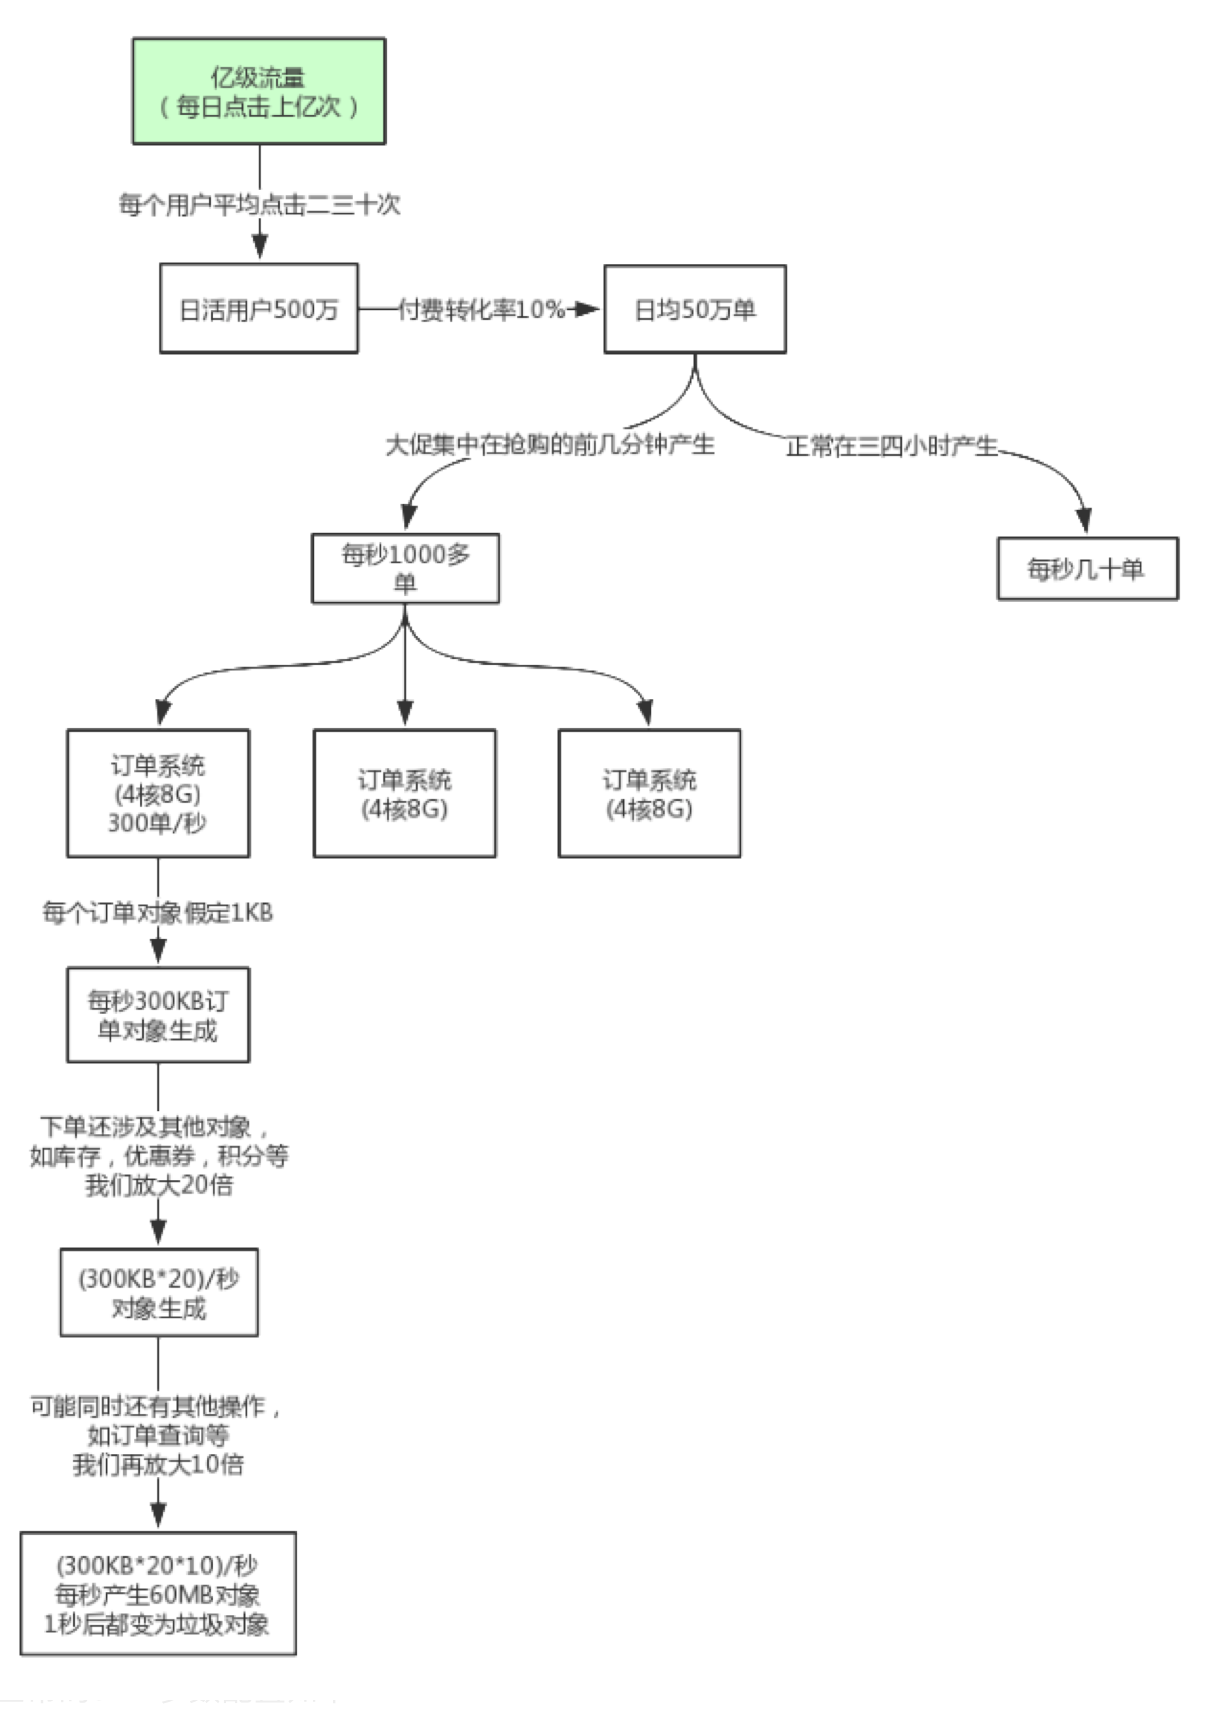 亿级流量
（每日点击上亿次）
每个用户平均点击二三十次
日活用户500万
付费转化率10%
日均50万单
大促集中在抢购的前几分钟产生
正常在三四小时产生
每秒1000多
单
每秒几十单
订单系统
(4核8G)
300单/秒
订单系统
(4核8G)
订单系统
(4核8G)
每个订单对象假定1KB
每秒300KB订
单对象生成
下单还涉及其他对象，
如库存，优惠券，积分等
我们放大20倍
(300KB*20)/秒
对象生成
可能同时还有其他操作，
如订单查询等
我们再放大10倍
(300KB*20*10)/秒
每秒产生60MB对象
1秒后都变为垃圾对象